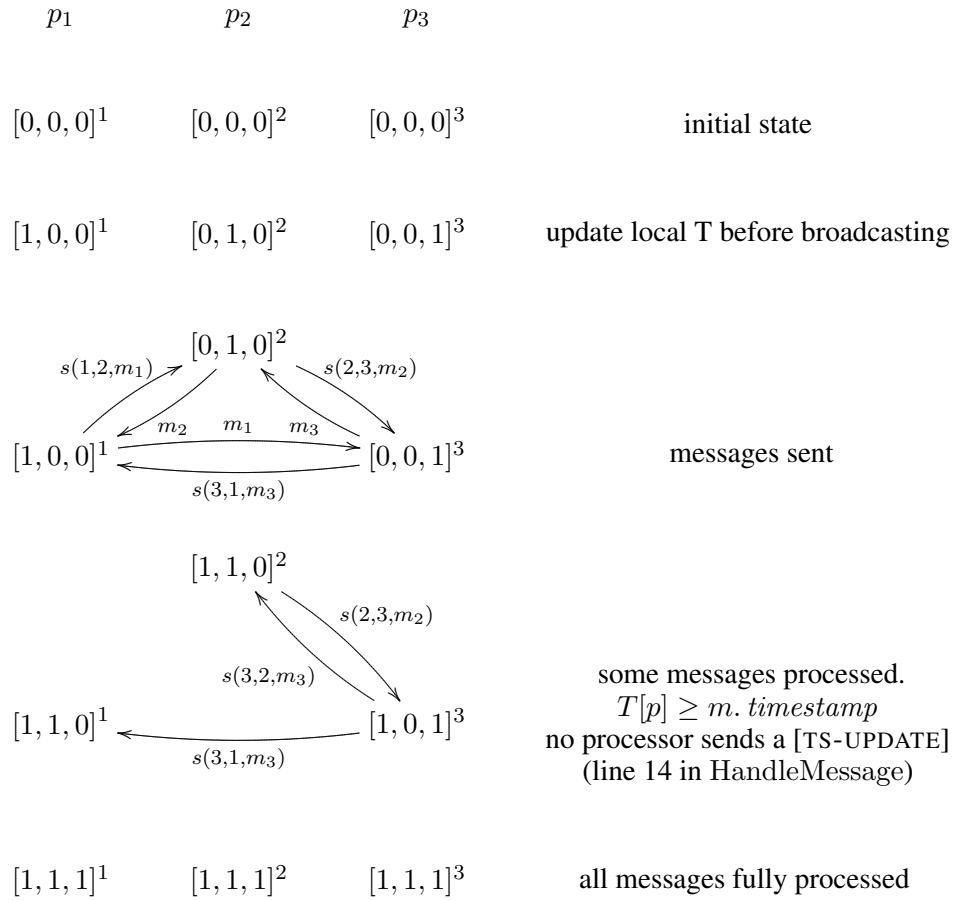 p1 p2 p3
[0, 0, 0]^1 [0, 0, 0]^2 [0, 0, 0]^3 initial state
[1, 0, 0]^1 [0, 1, 0]^2 [0, 0, 1]^3 update local T before broadcasting
[0, 1, 0]^2
s(1,2,m1) s(2,3,m2)
m2 m1 m3
[1, 0, 0]^1 [0, 0, 1]^3 messages sent
s(3,1,m3)
[1, 1, 0]^2
s(2,3,m2)
s(3,2,m3)
some messages processed.
T[p] ≥ m. timestamp
[1, 1, 0]^1 [1, 0, 1]^3
no processor sends a [TS-UPDATE]
s(3,1,m3)
(line 14 in HandleMessage)
[1, 1, 1]^1 [1, 1, 1]^2 [1, 1, 1]^3 all messages fully processed